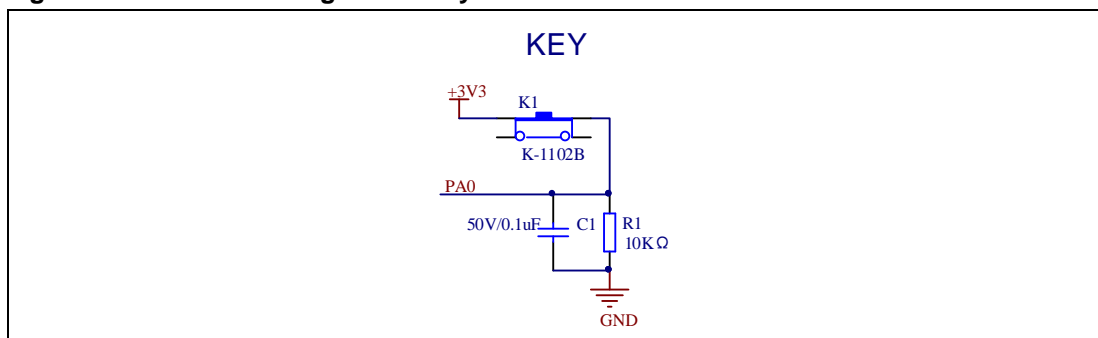 KEY
+3V3
K1
K-1102B
PA0
50V/0.1uF
C1
R1
10KΩ
GND